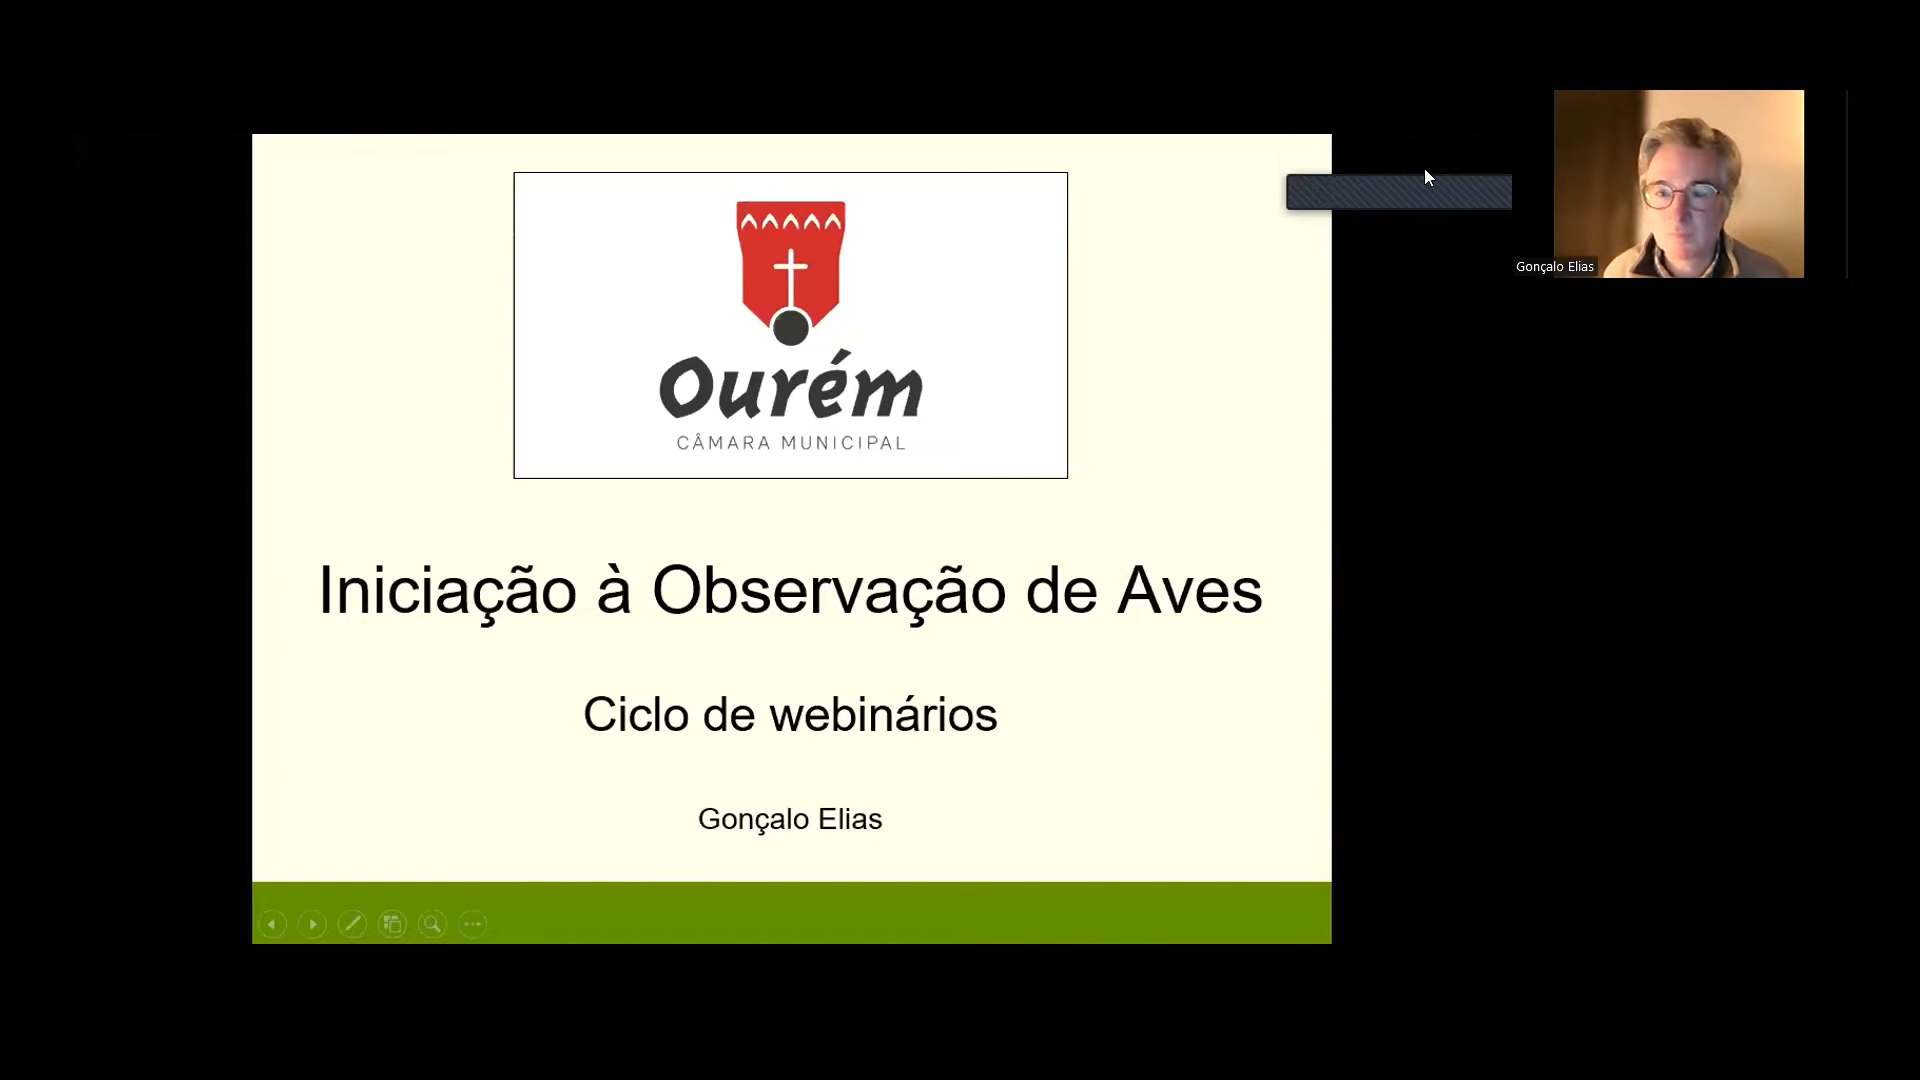 Ourém
CÂMARA MUNICIPAL
Iniciação à Observação de Aves
Ciclo de webinários
Gonçalo Elias
Gonçalo Elias